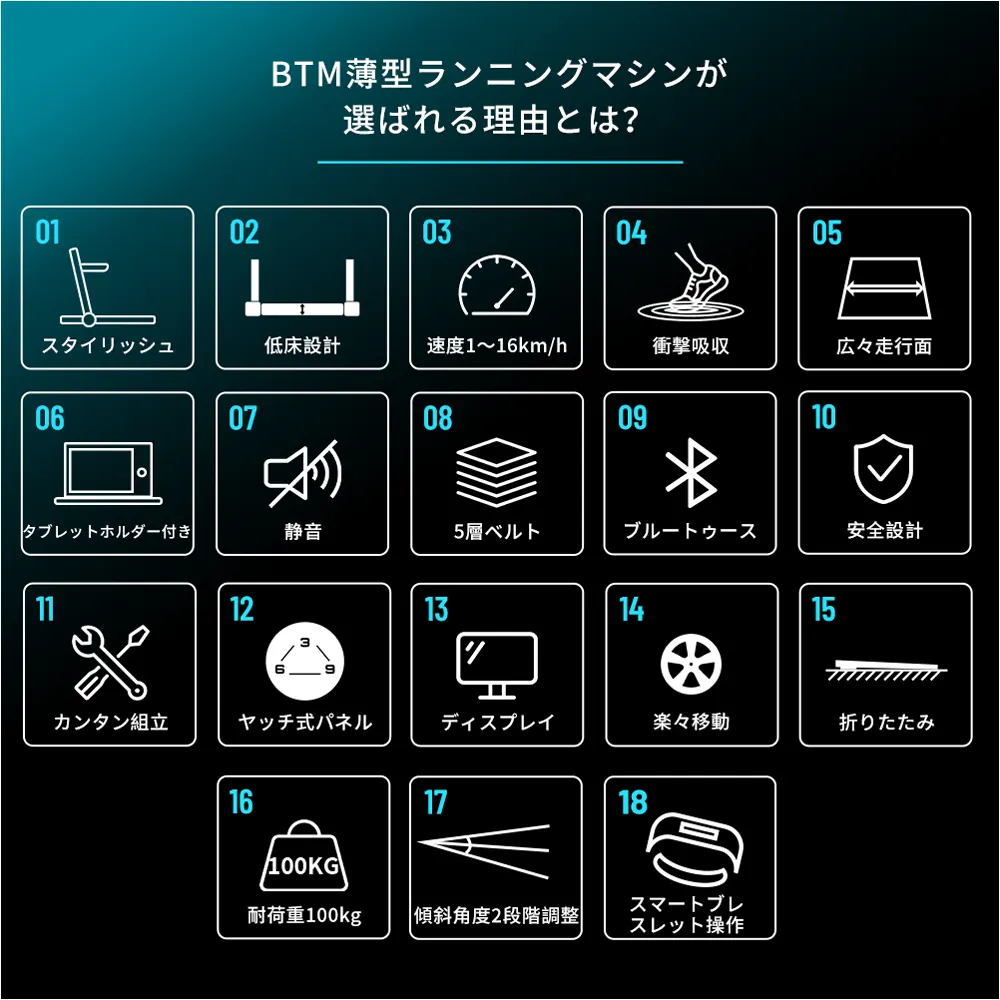 BTM薄型ランニングマシンが
選ばれる理由とは?
01
スタイリッシュ
02
低床設計
03
速度1〜16km/h
04
衝撃吸収
05
広々走行面
06
タブレットホルダー付き
07
静音
08
5層ベルト
09
ブルートゥース
10
安全設計
11
カンタン組立
12
3
6 9
ヤッチ式パネル
13
ディスプレイ
14
楽々移動
15
折りたたみ
16
100KG
耐荷重100kg
17
傾斜角度2段階調整
18
スマートブレ
スレット操作